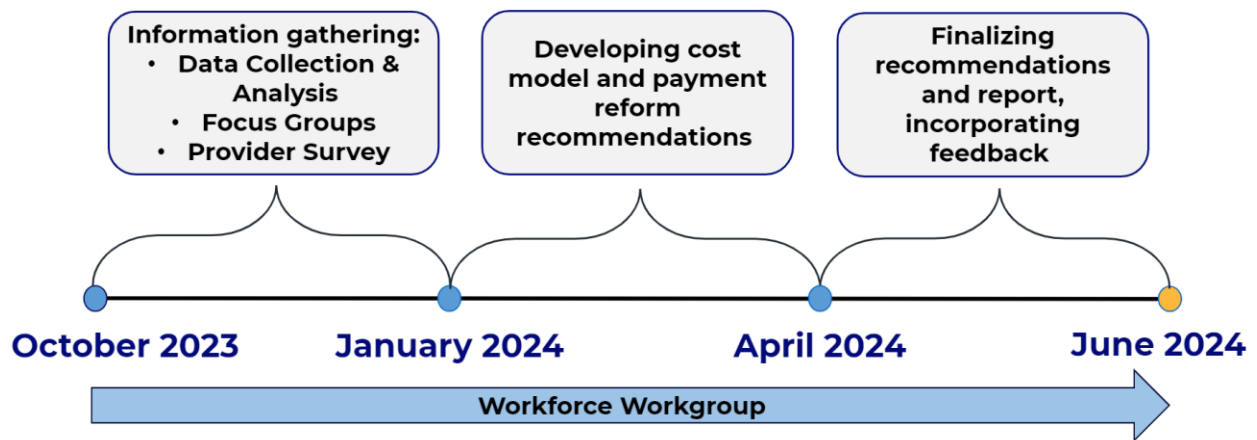 Information gathering:
• Data Collection &
Analysis
• Focus Groups
• Provider Survey
Developing cost
model and payment
reform
recommendations
Finalizing
recommendations
and report,
incorporating
feedback
October 2023
January 2024
April 2024
June 2024
Workforce Workgroup